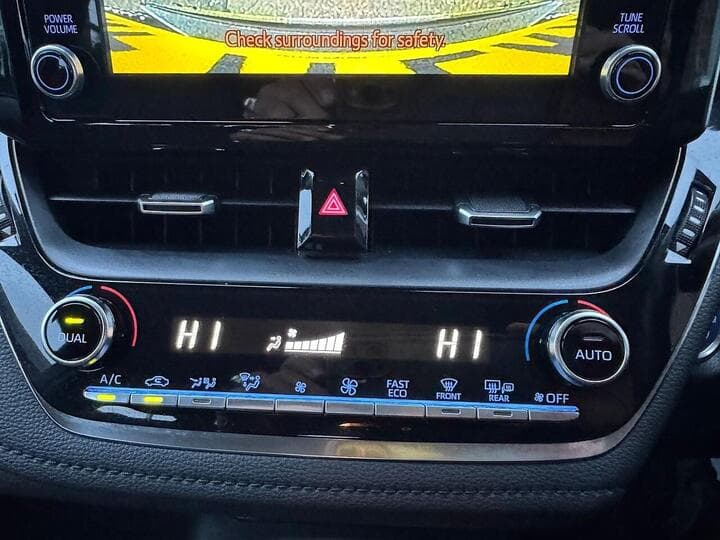 Check surroundings for safety.
POWER
VOLUME
TUNE
SCROLL
DUAL
HI
HI
AUTO
A/C
FAST
ECO
FRONT
REAR
OFF